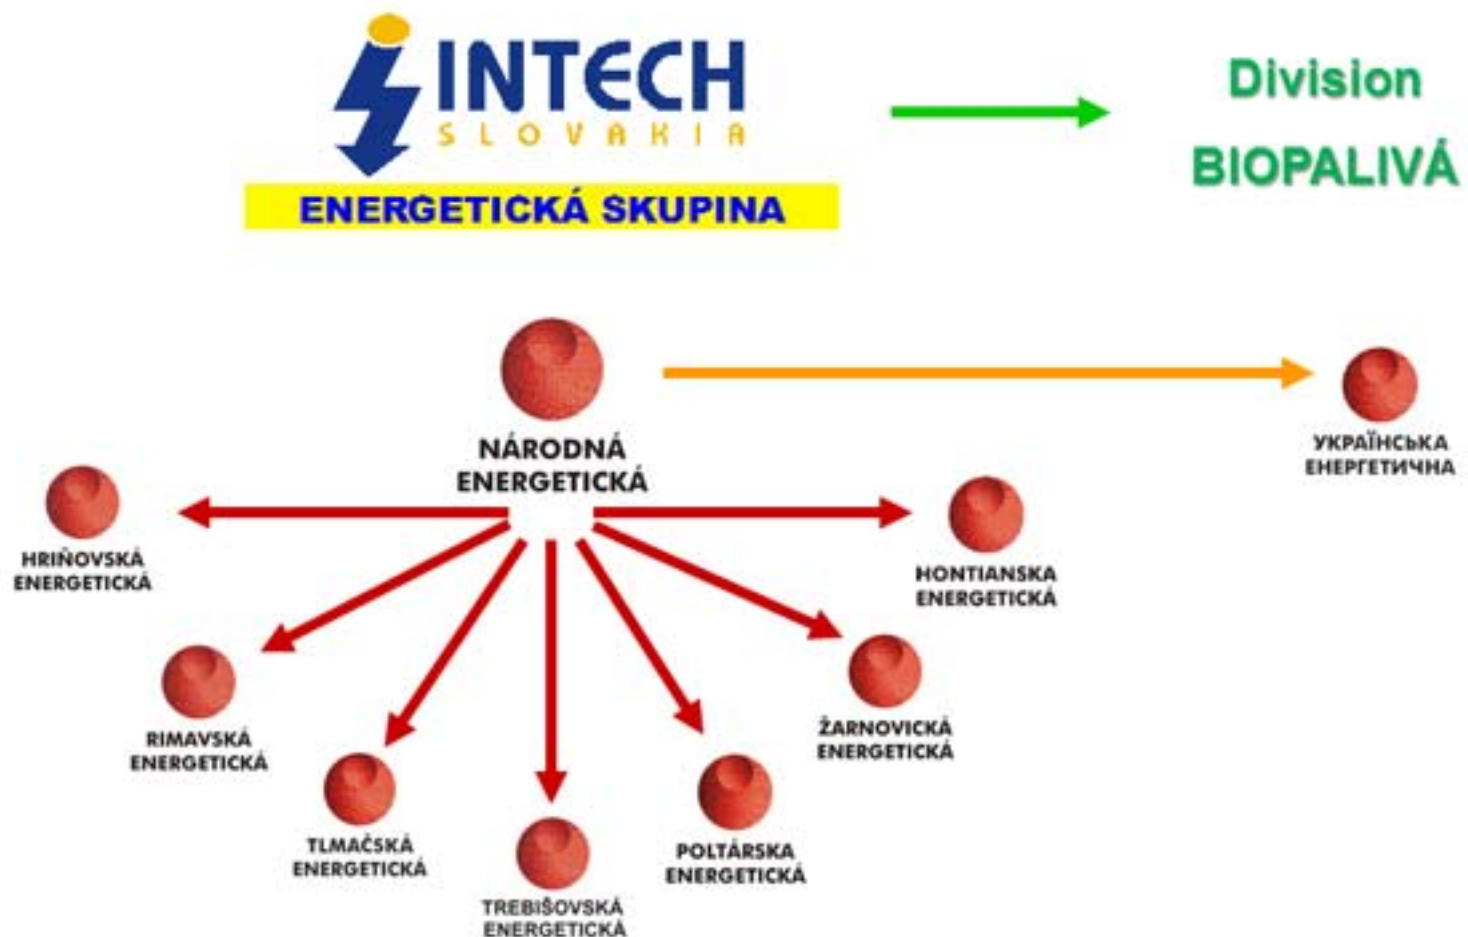 INTECH
SLOVAKIA
ENERGETICKÁ SKUPINA
Division
BIOPALIVÁ
NÁRODNÁ
ENERGETICKÁ
УКРАЇНСЬКА
ЕНЕРГЕТИЧНА
HRIŇOVSKÁ
ENERGETICKÁ
HONTIANSKA
ENERGETICKÁ
RIMAVSKÁ
ENERGETICKÁ
ŽARNOVICKÁ
ENERGETICKÁ
TLMAČSKÁ
ENERGETICKÁ
POLTÁRSKA
ENERGETICKÁ
TREBIŠOVSKÁ
ENERGETICKÁ